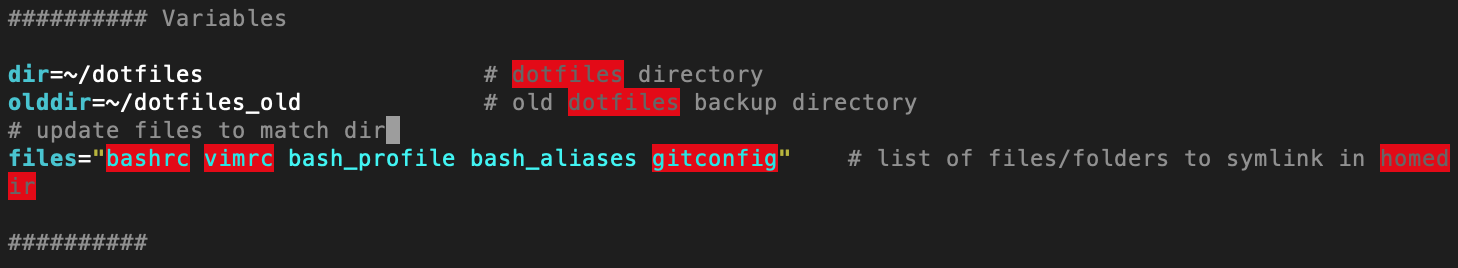 ########## Variables
dir=~/dotfiles                    # dotfiles directory
olddir=~/dotfiles_old             # old dotfiles backup directory
# update files to match dir
files="bashrc vimrc bash_profile bash_aliases gitconfig"    # list of files/folders to symlink in homed
ir
##########